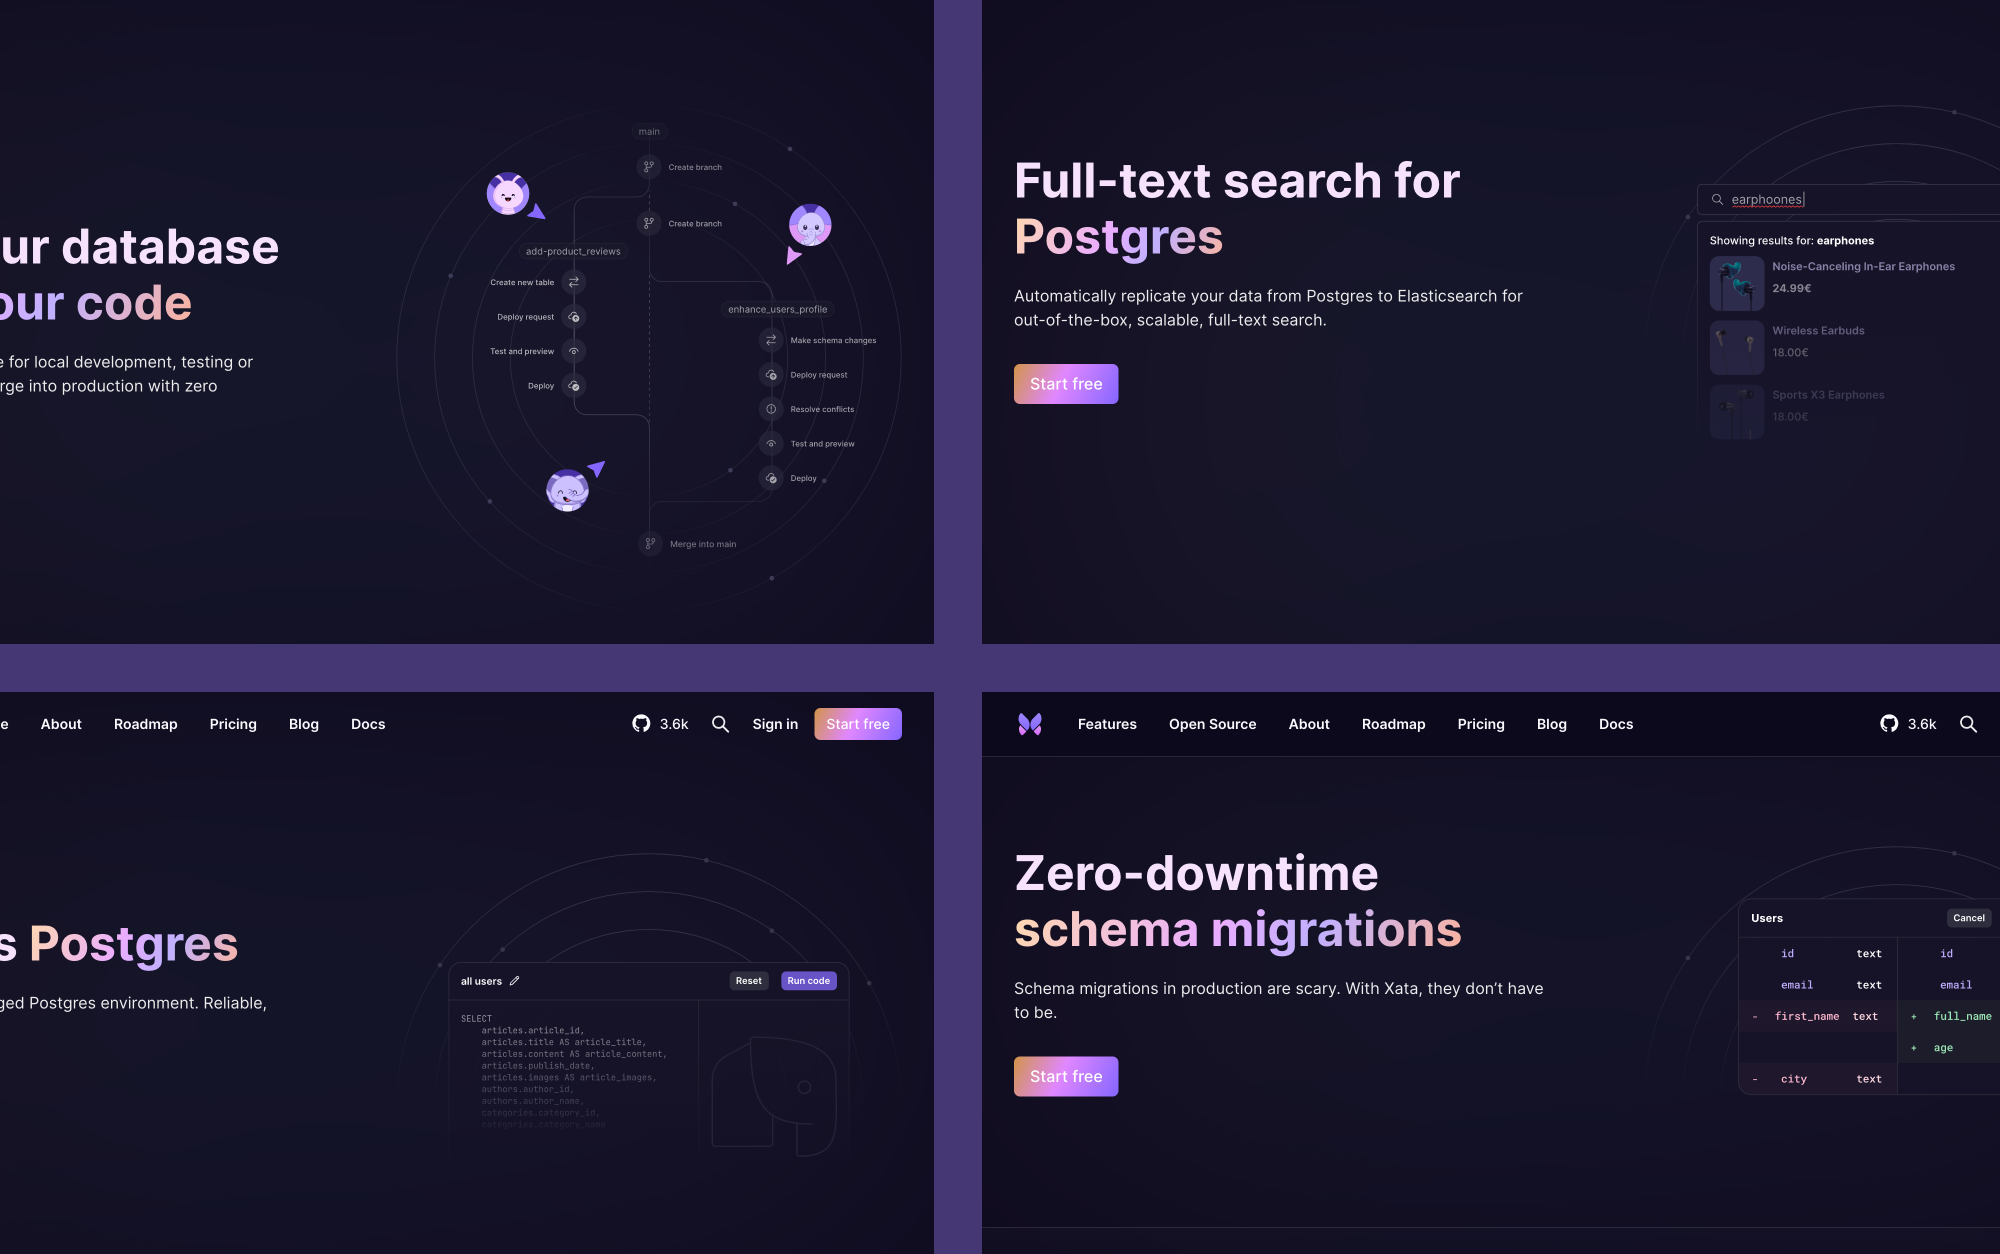 ur database
our code
e for local development, testing or
rge into production with zero
main
Create branch
Create branch
add-product_reviews
Create new table
Deploy request
Test and preview
Deploy
enhance_users_profile
Make schema changes
Deploy request
Resolve conflicts
Test and preview
Deploy
Merge into main
Full-text search for
Postgres
Automatically replicate your data from Postgres to Elasticsearch for
out-of-the-box, scalable, full-text search.
Start free
earphoones
Showing results for: earphones
Noise-Canceling In-Ear Earphones
24.99€
Wireless Earbuds
18.00€
Sports X3 Earphones
18.00€
e About Roadmap Pricing Blog Docs 3.6k Sign in Start free
s Postgres
ged Postgres environment. Reliable,
all users Reset Run code
SELECT
articles.article_id,
articles.title AS article_title,
articles.content AS article_content,
articles.publish_date,
articles.images AS article_images,
authors.author_id,
authors.author_name,
categories.category_id,
categories.category_name
Features Open Source About Roadmap Pricing Blog Docs 3.6k
Zero-downtime
schema migrations
Schema migrations in production are scary. With Xata, they don’t have
to be.
Start free
Users Cancel
id text id
email text email
- first_name text + full_name
+ age
- city text